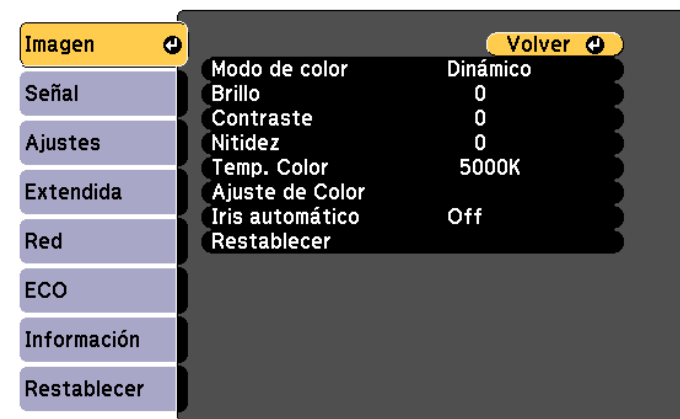 Imagen
Señal
Ajustes
Extendida
Red
ECO
Información
Restablecer
Volver
Modo de color Dinámico
Brillo 0
Contraste 0
Nitidez 0
Temp. Color 5000K
Ajuste de Color
Iris automático Off
Restablecer